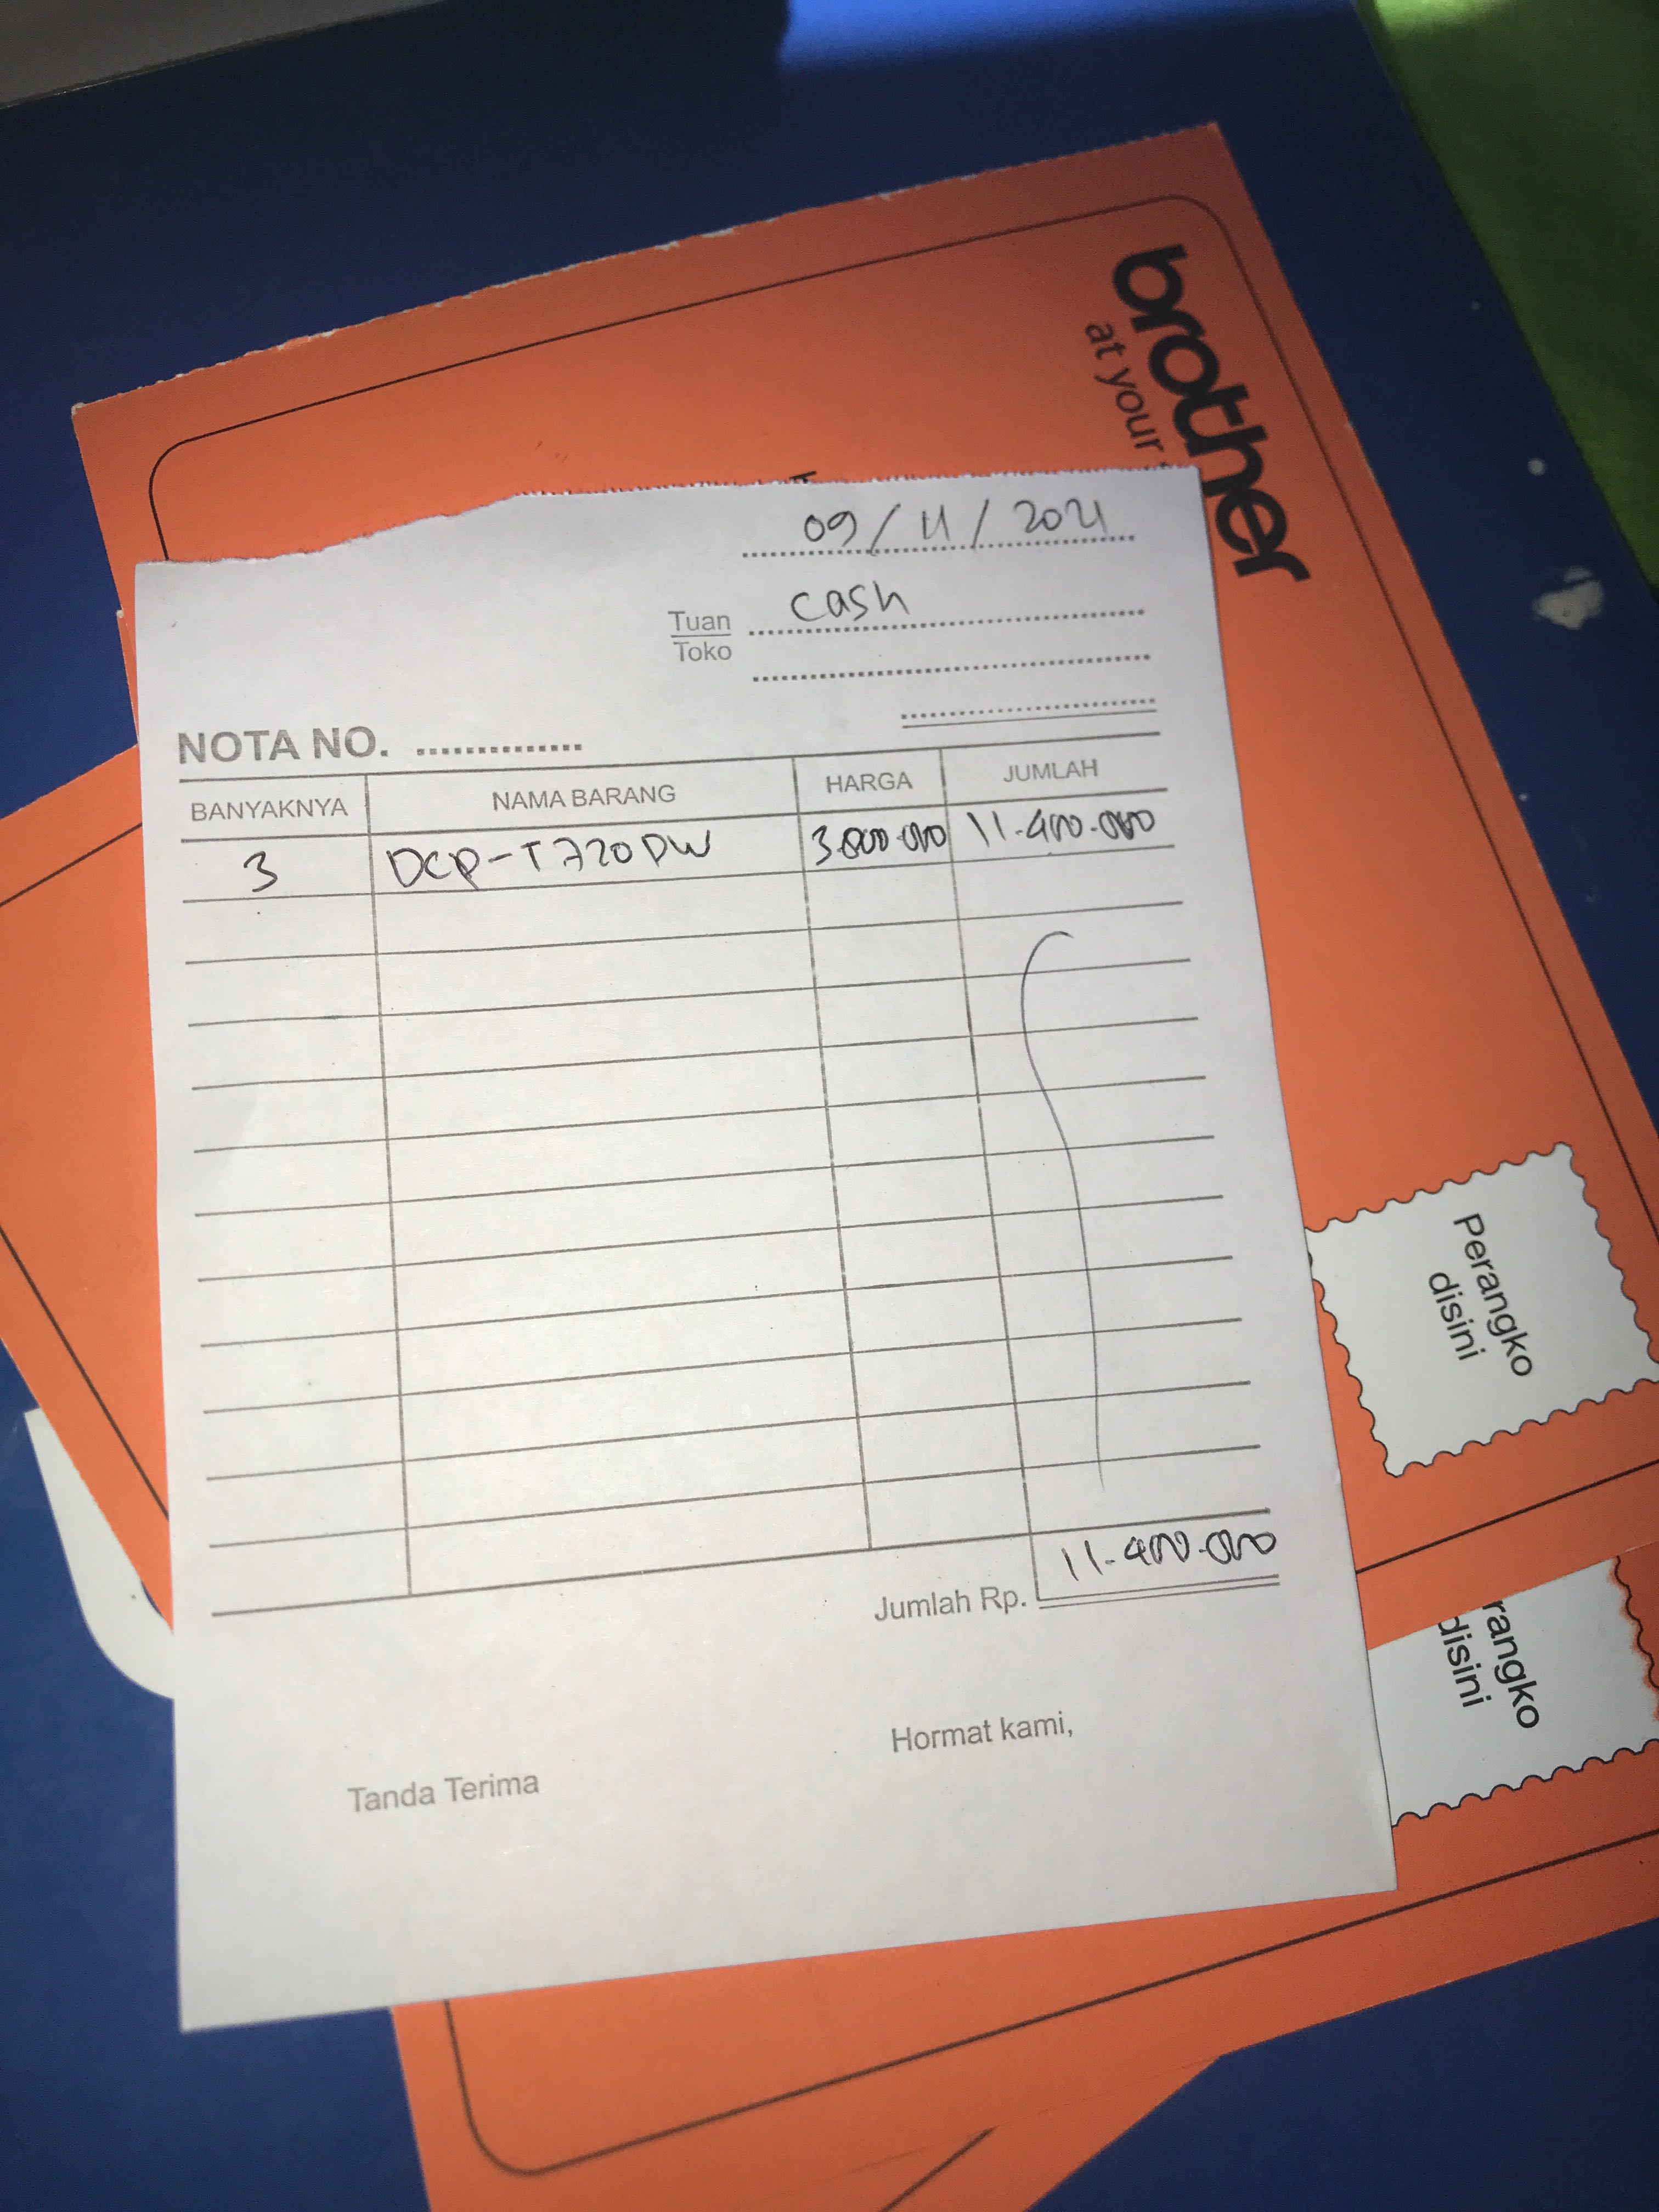 brother
at your
09/11/2021
Tuan cash
Toko
NOTA NO. ..............
BANYAKNYA NAMA BARANG HARGA JUMLAH
3 DCP-T720DW 3.800.000 11.400.000
Jumlah Rp. 11.400.000
Hormat kami,
Tanda Terima
Perangko
disini
rangko
disini